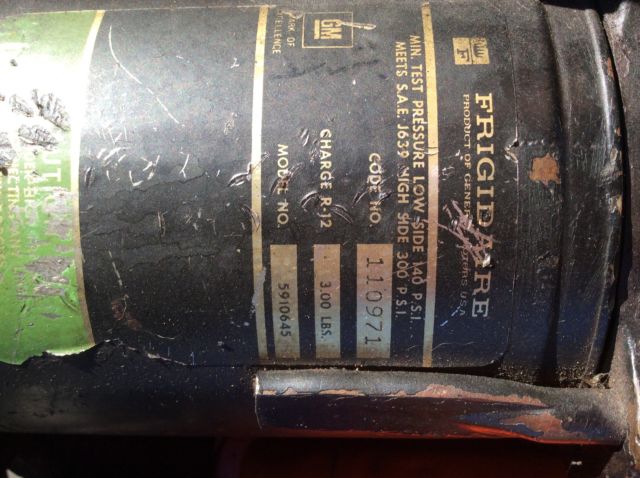 F
FRIGIDAIRE
PRODUCT OF GENERAL MOTORS USA
MIN. TEST PRESSURE LOW SIDE 140 P.S.I.
MEETS S.A.E. J639 HIGH SIDE 300 P.S.I.
CODE NO. 110971
CHARGE R-12 3.00 LBS.
MODEL NO. 5910645
GM
MARK OF
EXCELLENCE